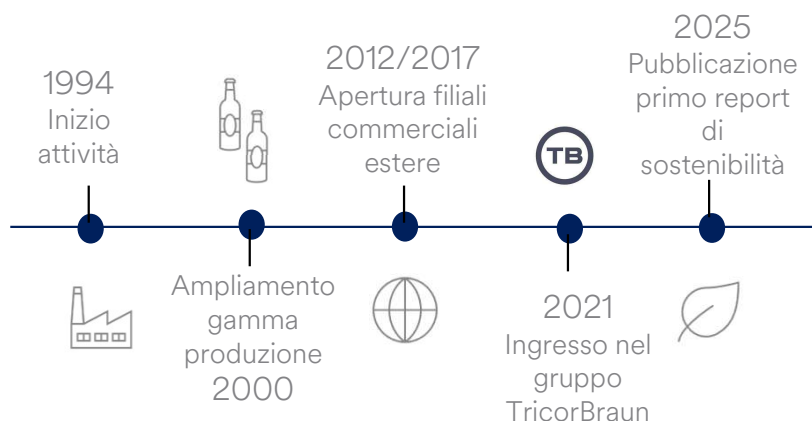 1994
Inizio
attività
Ampliamento
gamma
produzione
2000
2012/2017
Apertura filiali
commerciali
estere
TB
2021
Ingresso nel
gruppo
TricorBraun
2025
Pubblicazione
primo report
di
sostenibilità